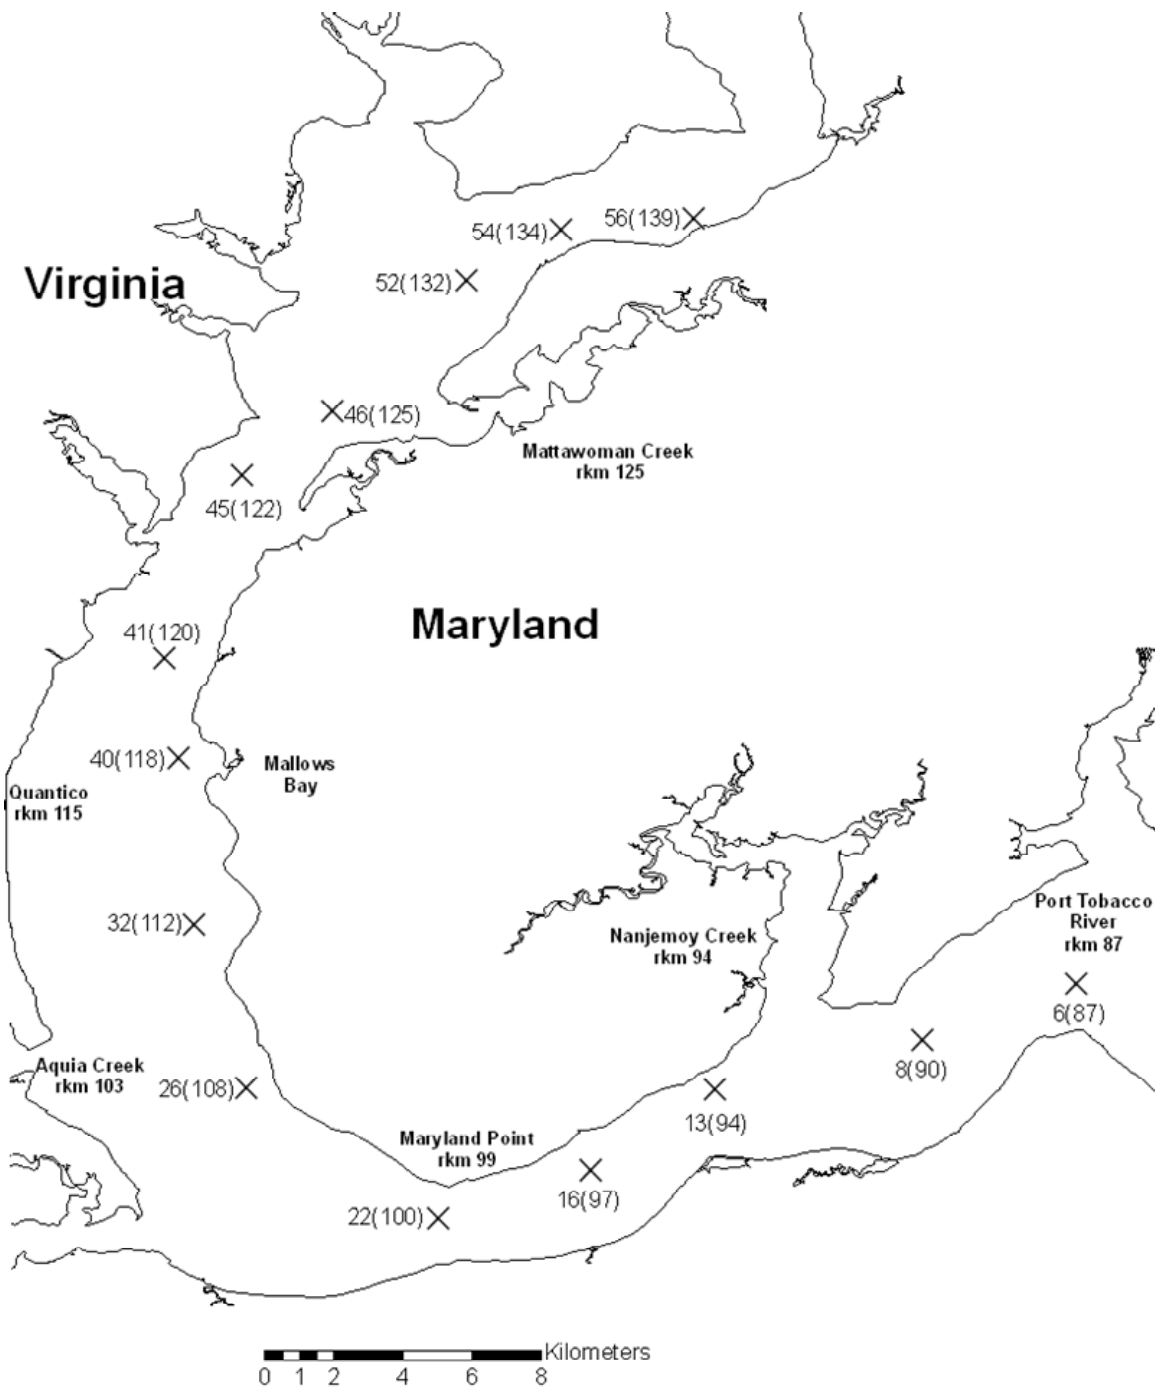 56(139)
54(134)
Virginia
52(132)
46(125)
Mattawoman Creek
rkm 125
45(122)
Maryland
41(120)
40(118)
Mallows
Bay
Quantico
rkm 115
Port Tobacco
River
rkm 87
32(112)
Nanjemoy Creek
rkm 94
6(87)
Aquia Creek
rkm 103
8(90)
26(108)
13(94)
Maryland Point
rkm 99
16(97)
22(100)
Kilometers
0 1 2 4 6 8